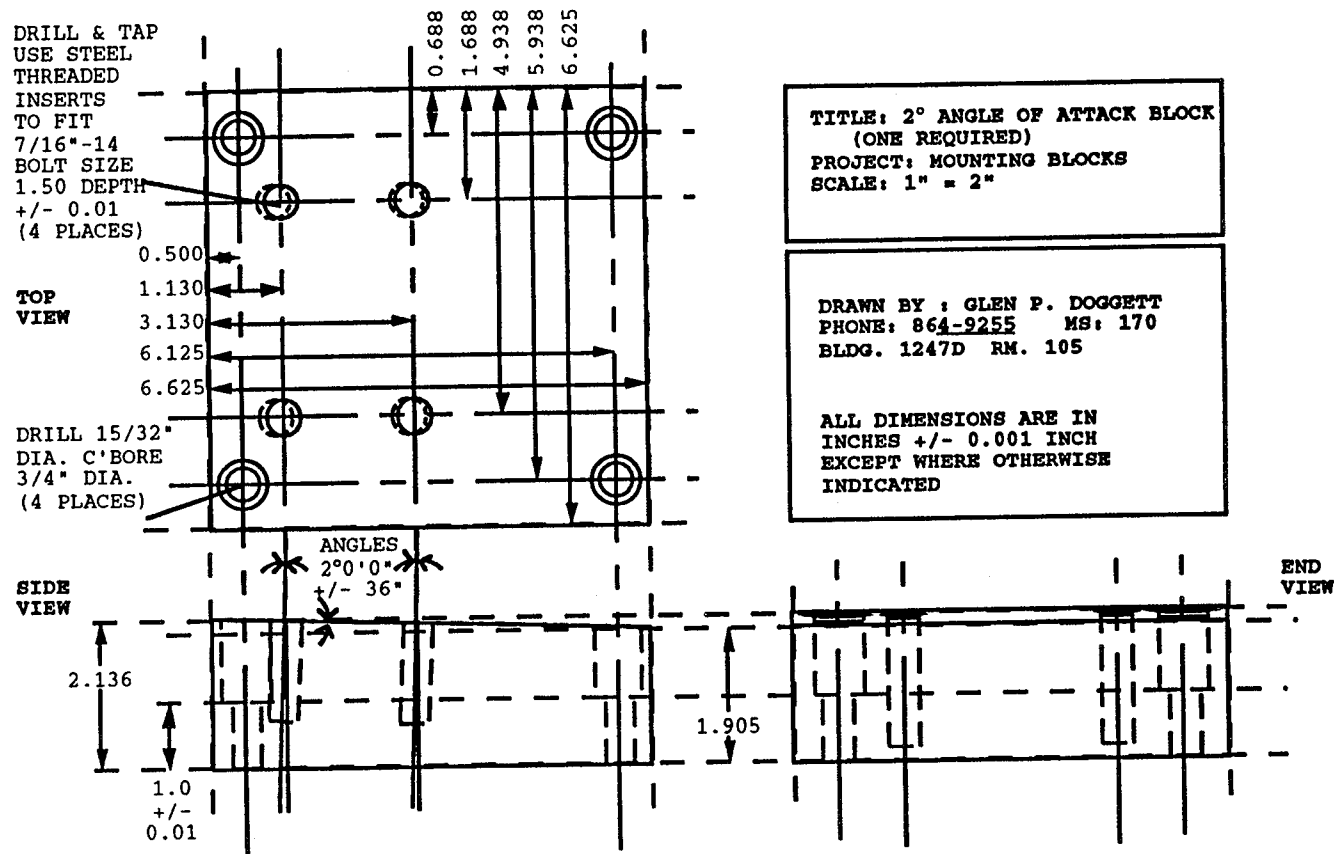 DRILL & TAP
USE STEEL
THREADED
INSERTS
TO FIT
7/16"-14
BOLT SIZE
1.50 DEPTH
+/- 0.01
(4 PLACES)
0.688
1.688
4.938
5.938
6.625
0.500
1.130
3.130
6.125
6.625
TOP
VIEW
DRILL 15/32"
DIA. C'BORE
3/4" DIA.
(4 PLACES)
TITLE: 2° ANGLE OF ATTACK BLOCK
(ONE REQUIRED)
PROJECT: MOUNTING BLOCKS
SCALE: 1" = 2"
DRAWN BY : GLEN P. DOGGETT
PHONE: 864-9255 MS: 170
BLDG. 1247D RM. 105
ALL DIMENSIONS ARE IN
INCHES +/- 0.001 INCH
EXCEPT WHERE OTHERWISE
INDICATED
SIDE
VIEW
ANGLES
2°0'0"
+/- 36"
2.136
1.0
+/-
0.01
1.905
END
VIEW